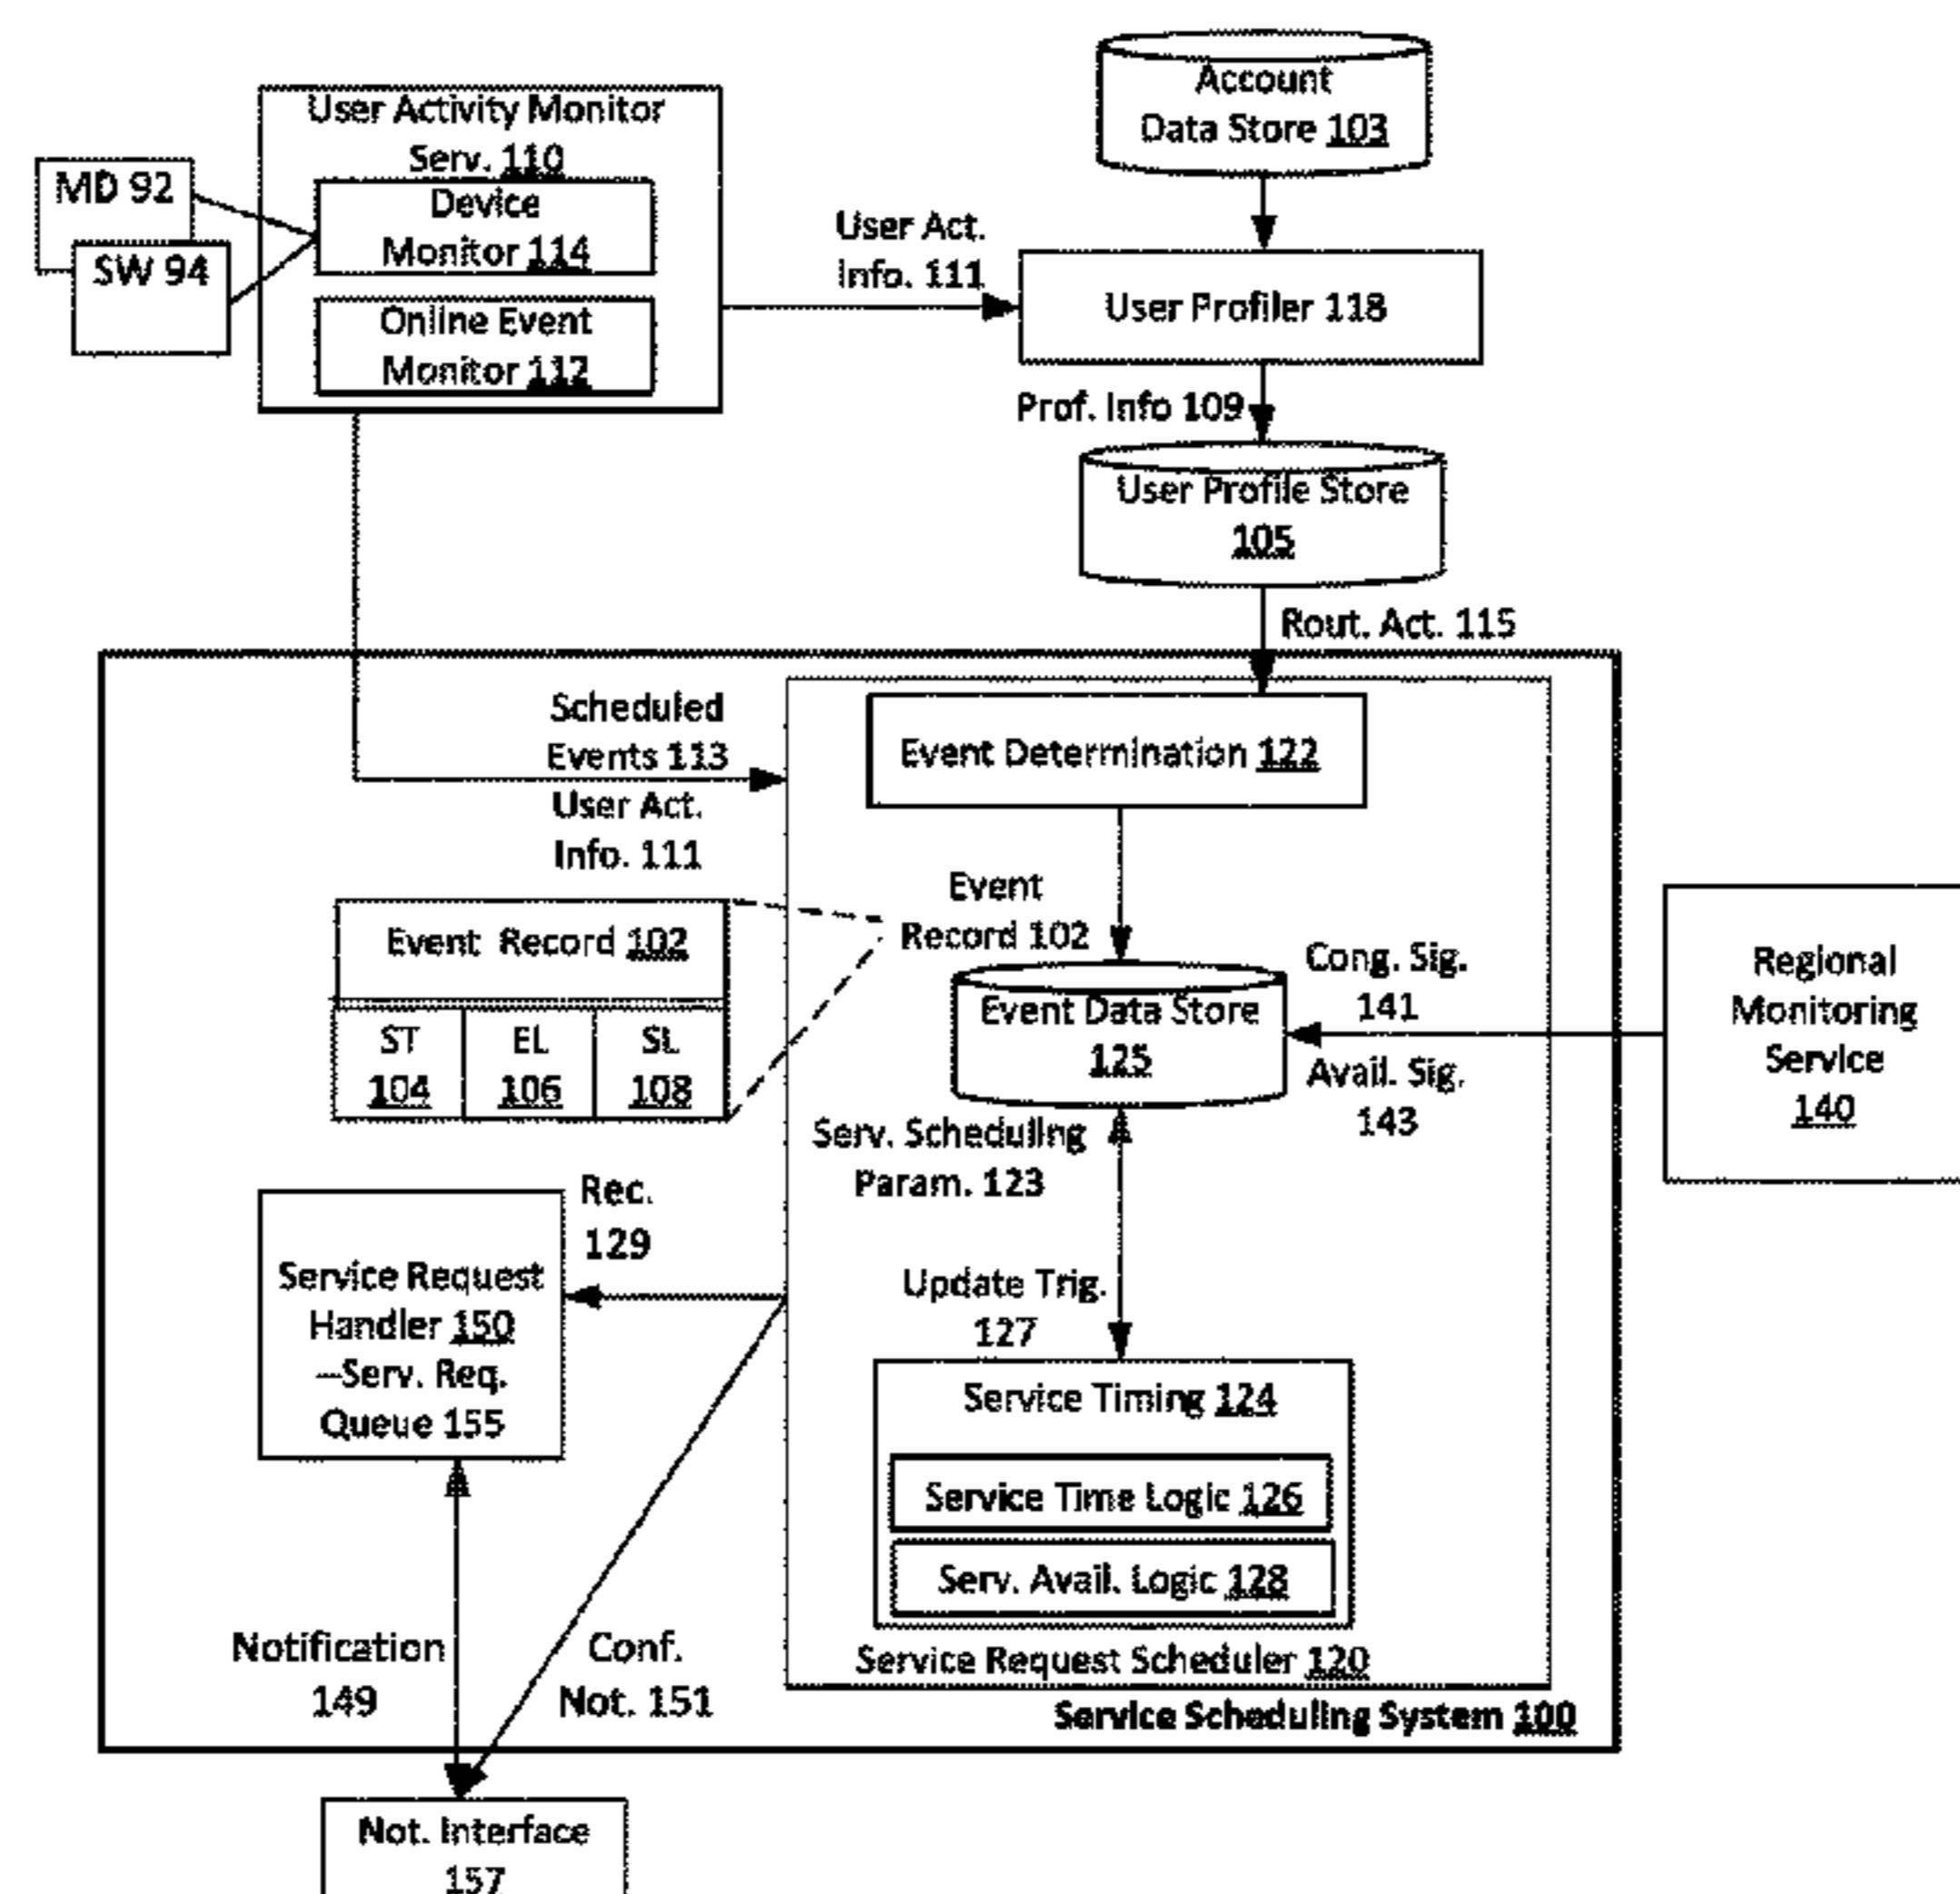 Account
Data Store 103
User Activity Monitor
Serv. 110
MD 92
SW 94
Device
Monitor 114
Online Event
Monitor 112
User Act.
Info. 111
User Profiler 118
Prof. Info 109
User Profile Store
105
Rout. Act. 115
Scheduled
Events 113
User Act.
Info. 111
Event Determination 122
Event
Record 102
Event Record 102
ST
104
EL
106
SL
108
Event Data Store
125
Cong. Sig.
141
Avail. Sig.
143
Regional
Monitoring
Service
140
Serv. Scheduling
Param. 123
Rec.
129
Service Request
Handler 150
—Serv. Req.
Queue 155
Update Trig.
127
Service Timing 124
Service Time Logic 126
Serv. Avail. Logic 128
Service Request Scheduler 120
Service Scheduling System 100
Notification
149
Conf.
Not. 151
Not. Interface
157